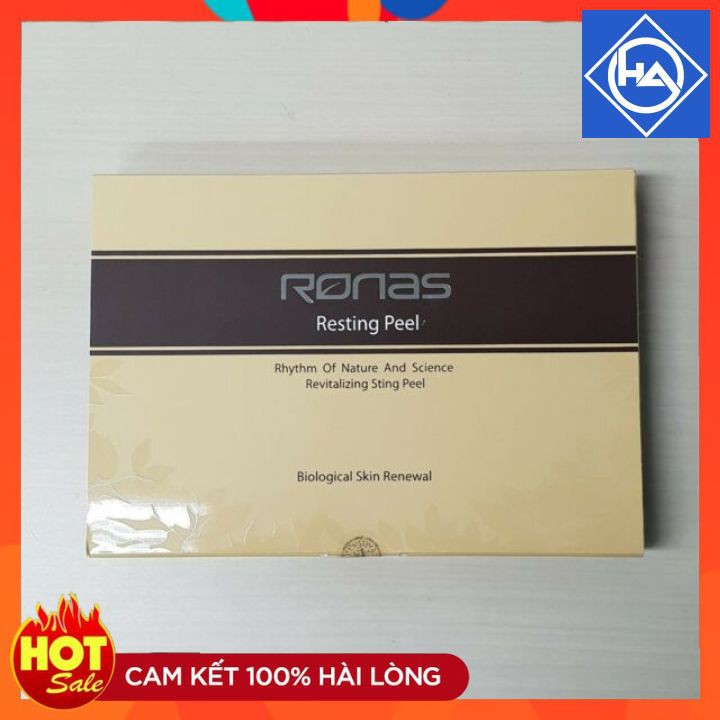 HA
RONAS
Resting Peel
Rhythm Of Nature And Science
Revitalizing Sting Peel
Biological Skin Renewal
HOT
Sale
CAM KẾT 100% HÀI LÒNG